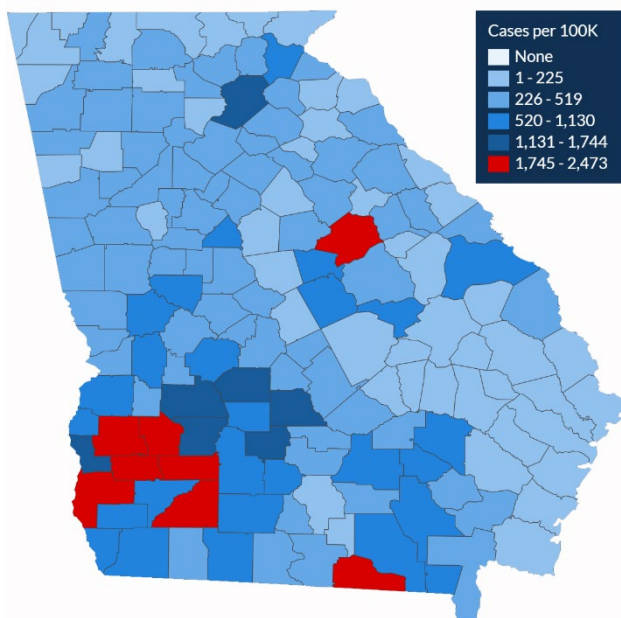 Cases per 100K
None
1 - 225
226 - 519
520 - 1,130
1,131 - 1,744
1,745 - 2,473